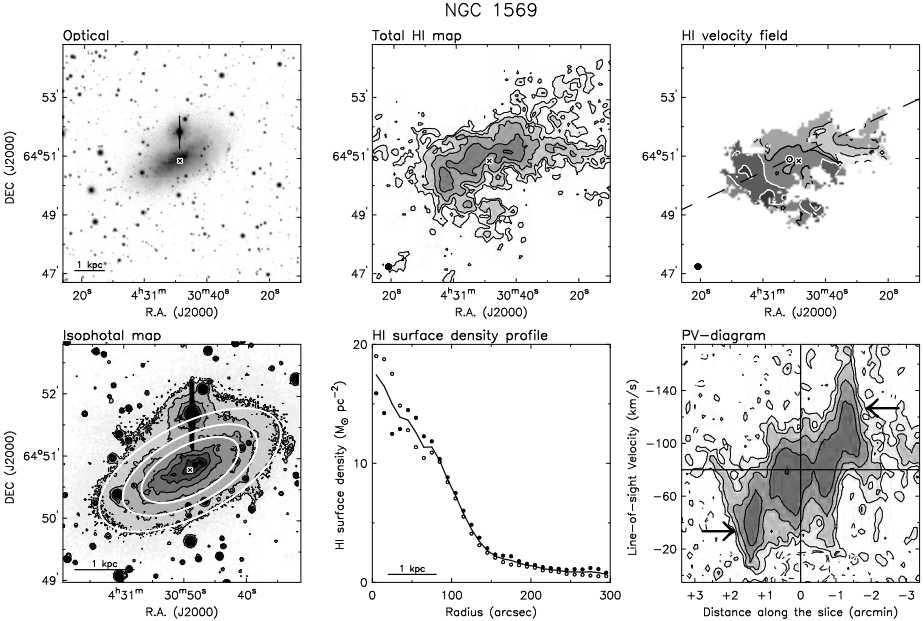 NGC 1569
Optical
Total HI map
HI velocity field
DEC (J2000)
53'
64°51'
49'
47'
1 kpc
20ˢ 4ʰ31ᵐ 30ᵐ40ˢ 20ˢ
R.A. (J2000)
53'
64°51'
49'
47'
20ˢ 4ʰ31ᵐ 30ᵐ40ˢ 20ˢ
R.A. (J2000)
53'
64°51'
49'
47'
20ˢ 4ʰ31ᵐ 30ᵐ40ˢ 20ˢ
R.A. (J2000)
Isophotal map
HI surface density profile
PV-diagram
DEC (J2000)
52'
64°51'
50'
49'
1 kpc
4ʰ31ᵐ 30ᵐ50ˢ 40ˢ
R.A. (J2000)
HI surface density (M⊙ pc⁻²)
20
10
0
1 kpc
0 100 200 300
Radius (arcsec)
Line-of-sight Velocity (km/s)
-140
-100
-60
-20
+3 +2 +1 0 -1 -2 -3
Distance along the slice (arcmin)